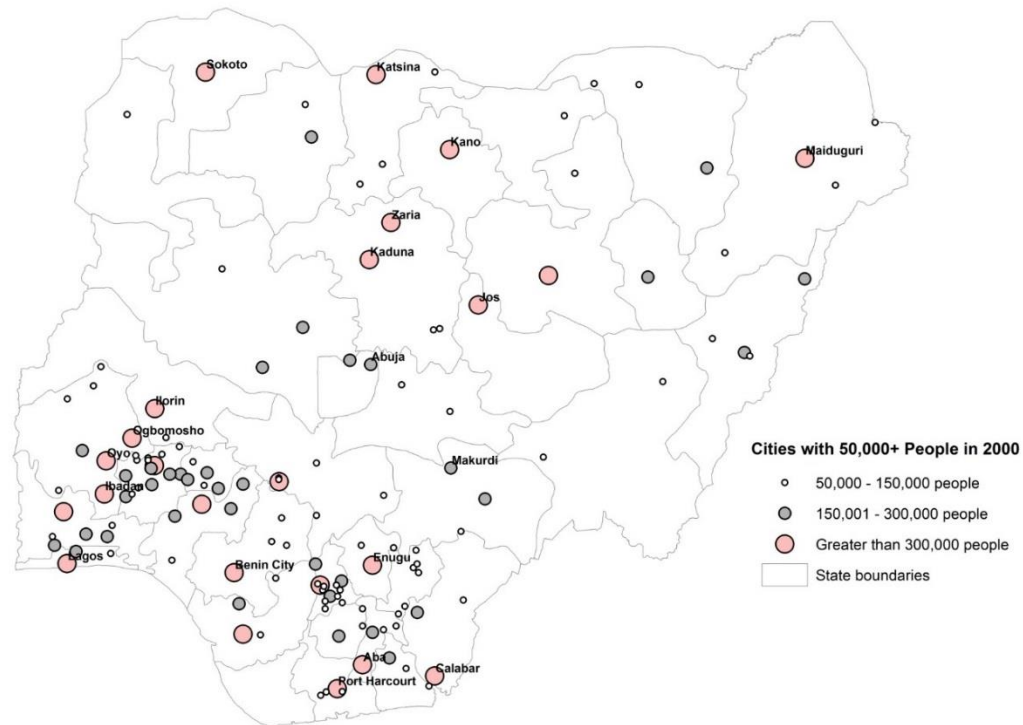 Sokoto
Katsina
Kano
Maiduguri
Zaria
Kaduna
Jos
Abuja
Ilorin
Ogbomosho
Oyo
Makurdi
Ibadan
Lagos
Benin City
Enugu
Aba
Calabar
Port Harcourt
Cities with 50,000+ People in 2000
50,000 - 150,000 people
150,001 - 300,000 people
Greater than 300,000 people
State boundaries